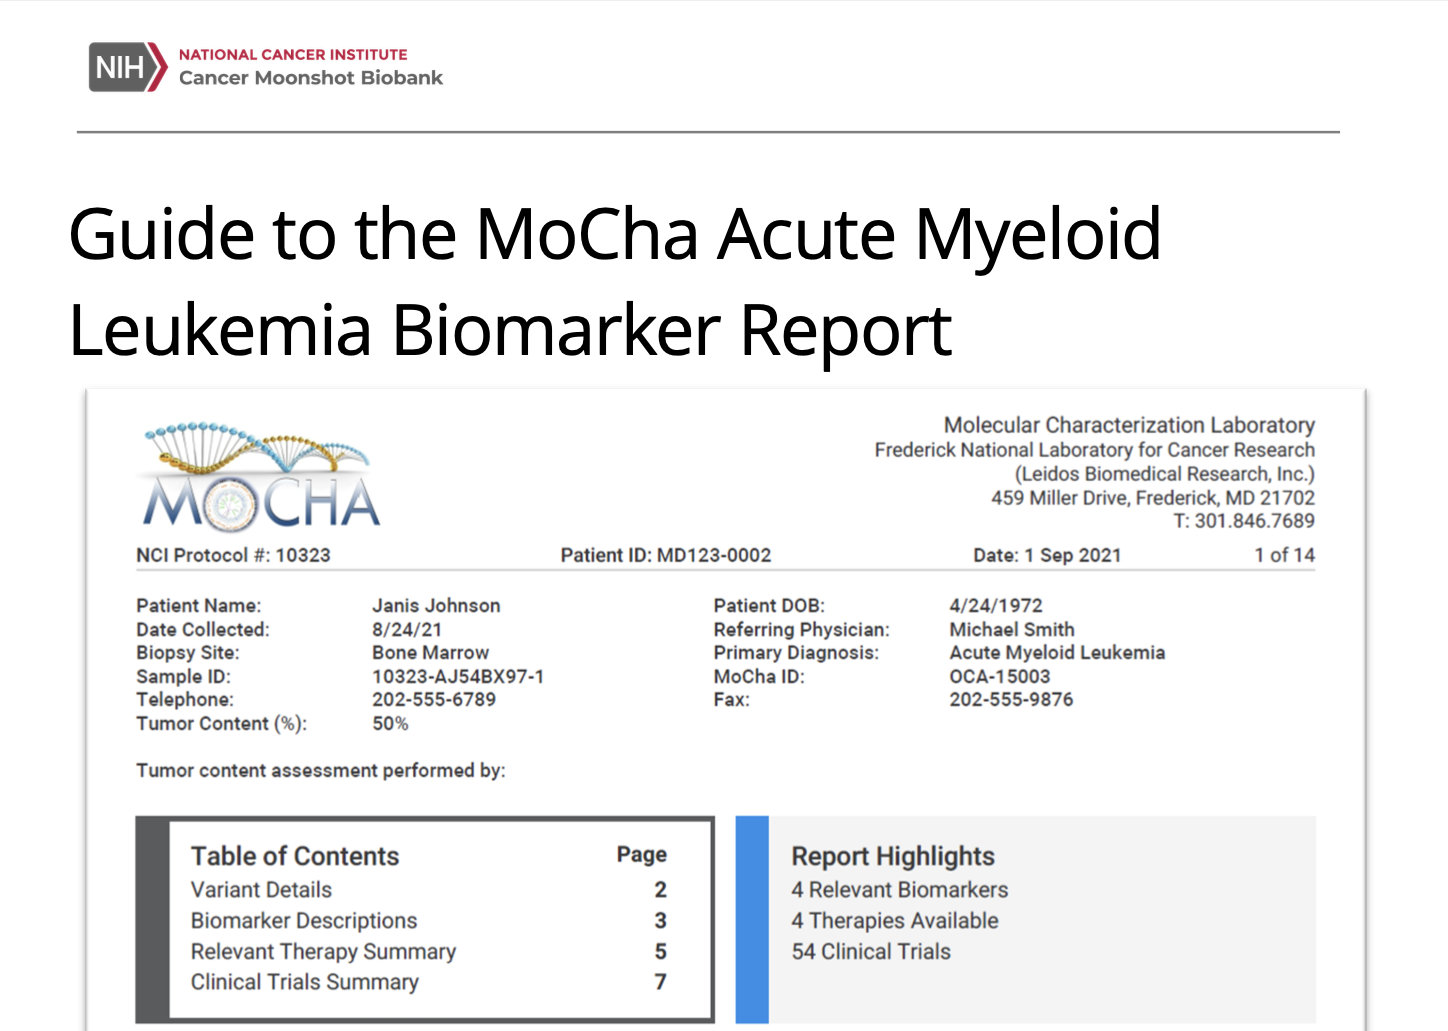 NIH
NATIONAL CANCER INSTITUTE
Cancer Moonshot Biobank
Guide to the MoCha Acute Myeloid
Leukemia Biomarker Report
MOCHA
Molecular Characterization Laboratory
Frederick National Laboratory for Cancer Research
(Leidos Biomedical Research, Inc.)
459 Miller Drive, Frederick, MD 21702
T: 301.846.7689
NCI Protocol #: 10323 Patient ID: MD123-0002 Date: 1 Sep 2021 1 of 14
Patient Name: Janis Johnson Patient DOB: 4/24/1972
Date Collected: 8/24/21 Referring Physician: Michael Smith
Biopsy Site: Bone Marrow Primary Diagnosis: Acute Myeloid Leukemia
Sample ID: 10323-AJ54BX97-1 MoCha ID: OCA-15003
Telephone: 202-555-6789 Fax: 202-555-9876
Tumor Content (%): 50%
Tumor content assessment performed by:
Table of Contents Page
Variant Details 2
Biomarker Descriptions 3
Relevant Therapy Summary 5
Clinical Trials Summary 7
Report Highlights
4 Relevant Biomarkers
4 Therapies Available
54 Clinical Trials